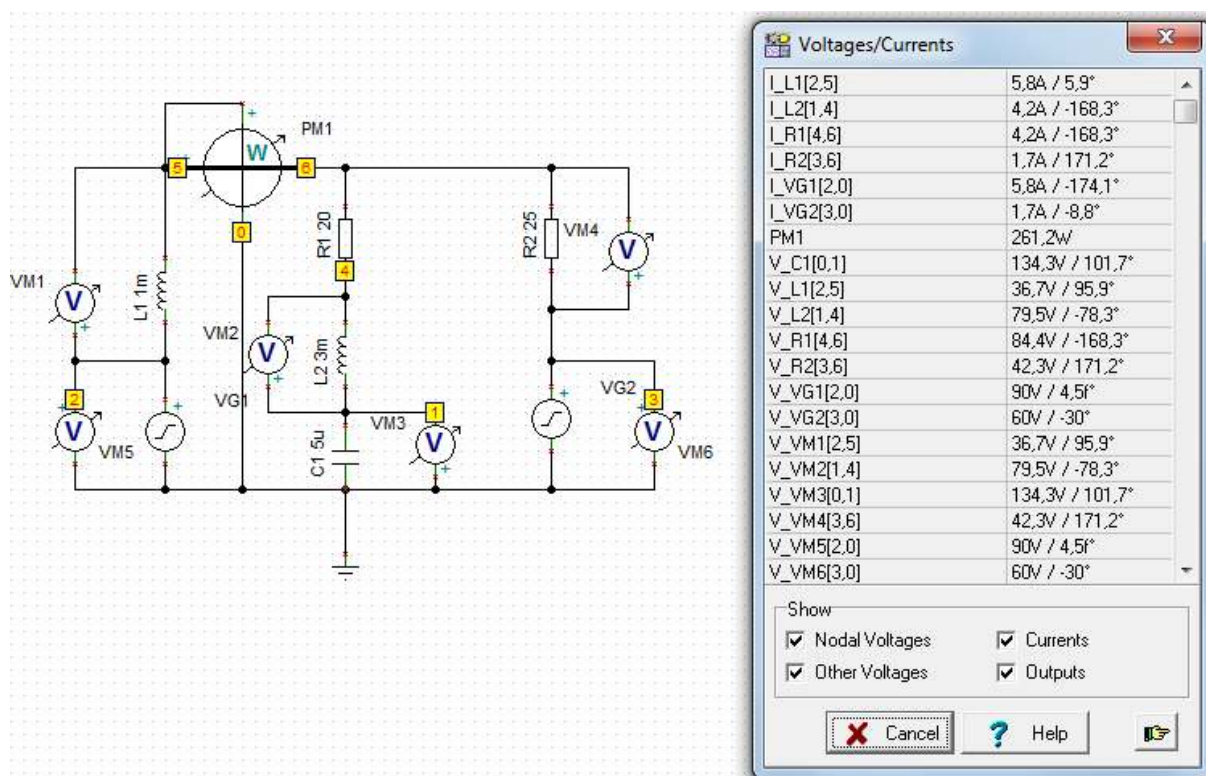 Voltages/Currents
I_L1[2,5] 5,8A / 5,9°
I_L2[1,4] 4,2A / -168,3°
I_R1[4,6] 4,2A / -168,3°
I_R2[3,6] 1,7A / 171,2°
I_VG1[2,0] 5,8A / -174,1°
I_VG2[3,0] 1,7A / -8,8°
PM1 261,2W
V_C1[0,1] 134,3V / 101,7°
V_L1[2,5] 36,7V / 95,9°
V_L2[1,4] 79,5V / -78,3°
V_R1[4,6] 84,4V / -168,3°
V_R2[3,6] 42,3V / 171,2°
V_VG1[2,0] 90V / 4,5f°
V_VG2[3,0] 60V / -30°
V_VM1[2,5] 36,7V / 95,9°
V_VM2[1,4] 79,5V / -78,3°
V_VM3[0,1] 134,3V / 101,7°
V_VM4[3,6] 42,3V / 171,2°
V_VM5[2,0] 90V / 4,5f°
V_VM6[3,0] 60V / -30°
Show
Nodal Voltages Currents
Other Voltages Outputs
Cancel ? Help
+ PM1
W
5 6
0
R1 20
R2 25
VM4
V
+
4
VM1
V
+
L1 1m
VM2
V
+
L2 3m
VG1
+
2
+
V
VM5
1
VM3
V
+
C1 5u
VG2
+
3
+
V
VM6